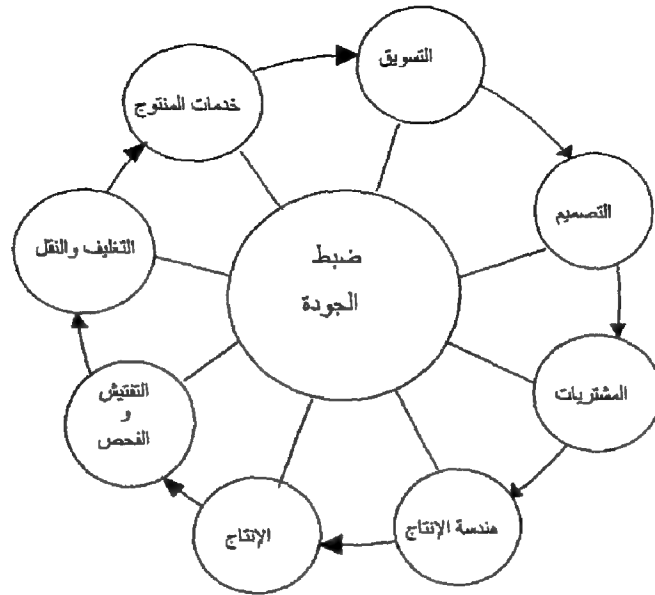 التسويق
خدمات المنتوج
التصميم
التغليف والنقل
ضبط
الجودة
المشتريات
التفتيش
و
الفحص
هندسة الإنتاج
الإنتاج